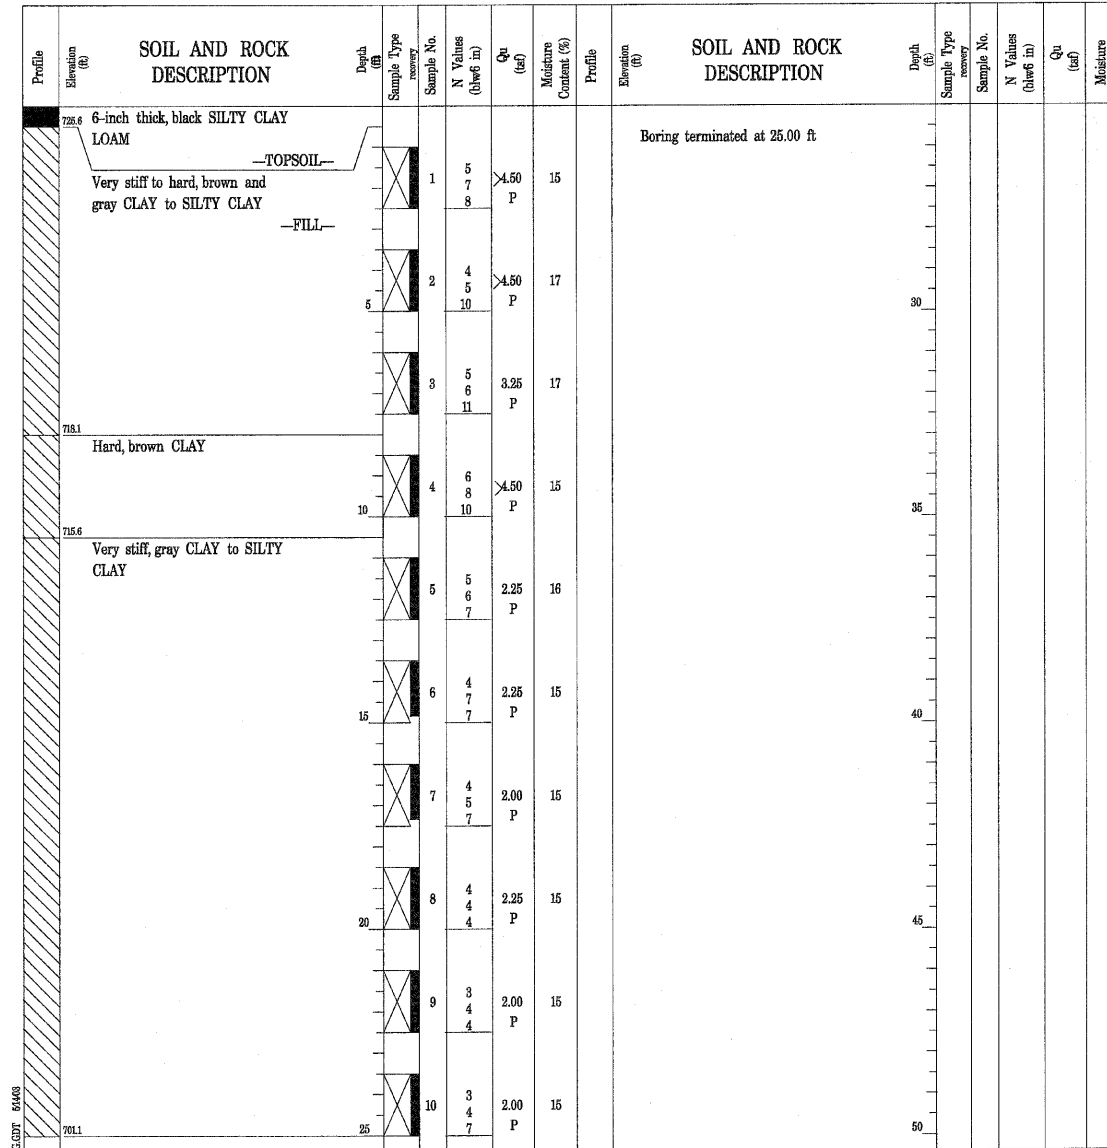 Profile
Elevation
(ft)
SOIL AND ROCK
DESCRIPTION
Depth
(ft)
Sample Type
recovery
Sample No.
N Values
(blw6 in)
Qu
(tsf)
Moisture
Content (%)
Profile
Elevation
(ft)
SOIL AND ROCK
DESCRIPTION
Depth
(ft)
Sample Type
recovery
Sample No.
N Values
(blw6 in)
Qu
(tsf)
Moisture
725.6 6-inch thick, black SILTY CLAY
LOAM
—TOPSOIL—
Very stiff to hard, brown and
gray CLAY to SILTY CLAY
—FILL—
1
5
7
8
>4.50
P
15
2
4
5
10
>4.50
P
17
5
3
5
6
11
3.25
P
17
718.1
Hard, brown CLAY
4
6
8
10
>4.50
P
15
10
715.6
Very stiff, gray CLAY to SILTY
CLAY
5
5
6
7
2.25
P
16
6
4
7
7
2.25
P
15
15
7
4
5
7
2.00
P
15
8
4
4
4
2.25
P
15
20
9
3
4
4
2.00
P
15
10
3
4
7
2.00
P
15
701.1
25
Boring terminated at 25.00 ft
30
35
40
45
50
G.GDT 5/14/03